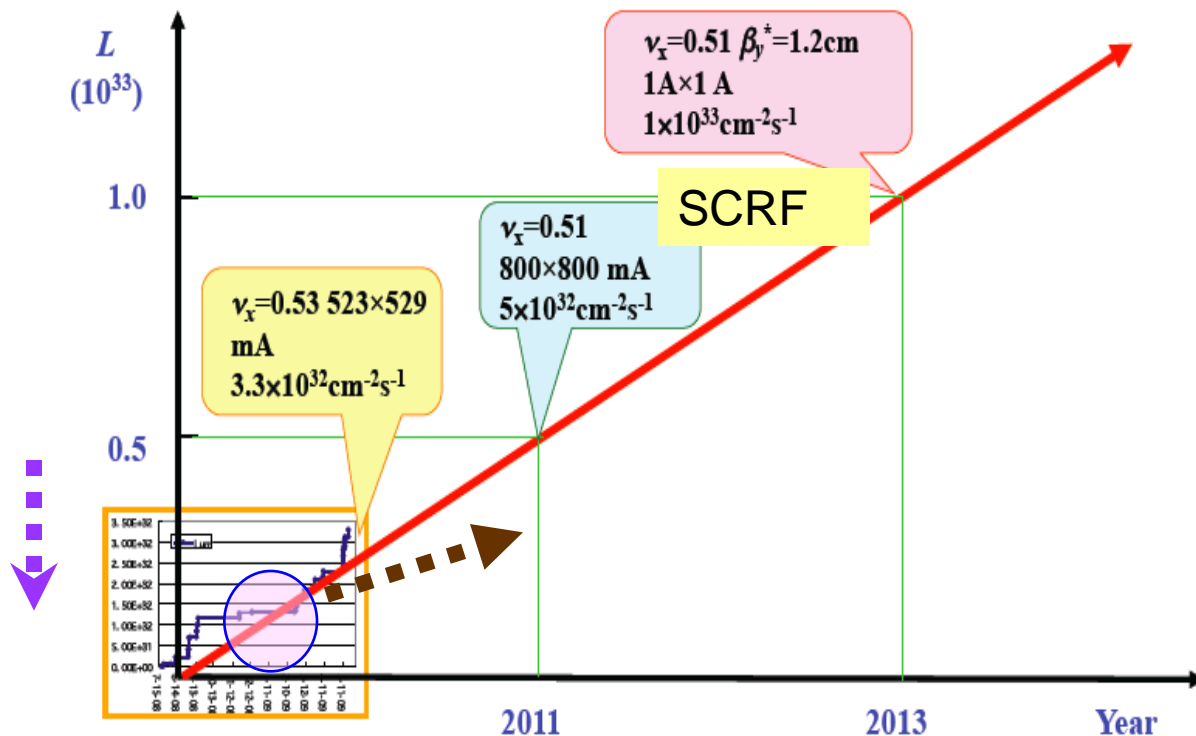 L
(10³³)
1.0
0.5
νₓ=0.51 βᵧ*=1.2cm
1A×1 A
1×10³³cm⁻²s⁻¹
SCRF
νₓ=0.51
800×800 mA
5×10³²cm⁻²s⁻¹
νₓ=0.53 523×529
mA
3.3×10³²cm⁻²s⁻¹
3.50E+32
3.00E+32
2.50E+32
2.00E+32
1.50E+32
1.00E+32
5.00E+31
0.00E+00
2011
2013
Year